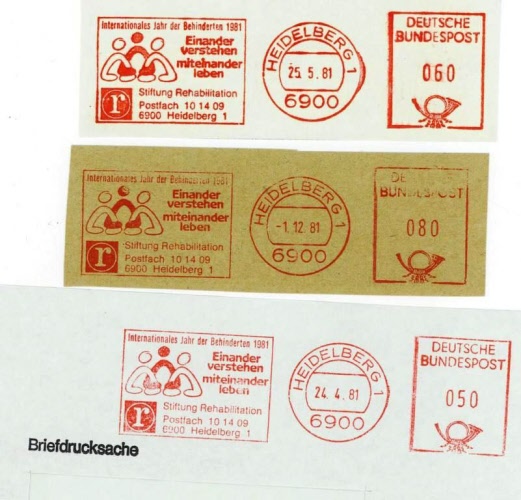 Internationales Jahr der Behinderten 1981
Einander
verstehen
miteinander
leben
r
Stiftung Rehabilitation
Postfach 10 14 09
6900 Heidelberg 1
HEIDELBERG 1
25.5.81
6900
DEUTSCHE
BUNDESPOST
060
Internationales Jahr der Behinderten 1981
Einander
verstehen
miteinander
leben
r
Stiftung Rehabilitation
Postfach 10 14 09
6900 Heidelberg 1
HEIDELBERG 1
-1.12.81
6900
DE
BUNDESPOST
080
Internationales Jahr der Behinderten 1981
Einander
verstehen
miteinander
leben
r
Stiftung Rehabilitation
Postfach 10 14 09
6900 Heidelberg 1
HEIDELBERG 1
24.4.81
6900
DEUTSCHE
BUNDESPOST
050
Briefdrucksache